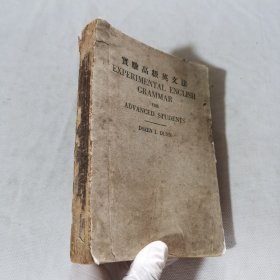 實驗高級英文法
EXPERIMENTAL ENGLISH
GRAMMAR
FOR
ADVANCED STUDENTS